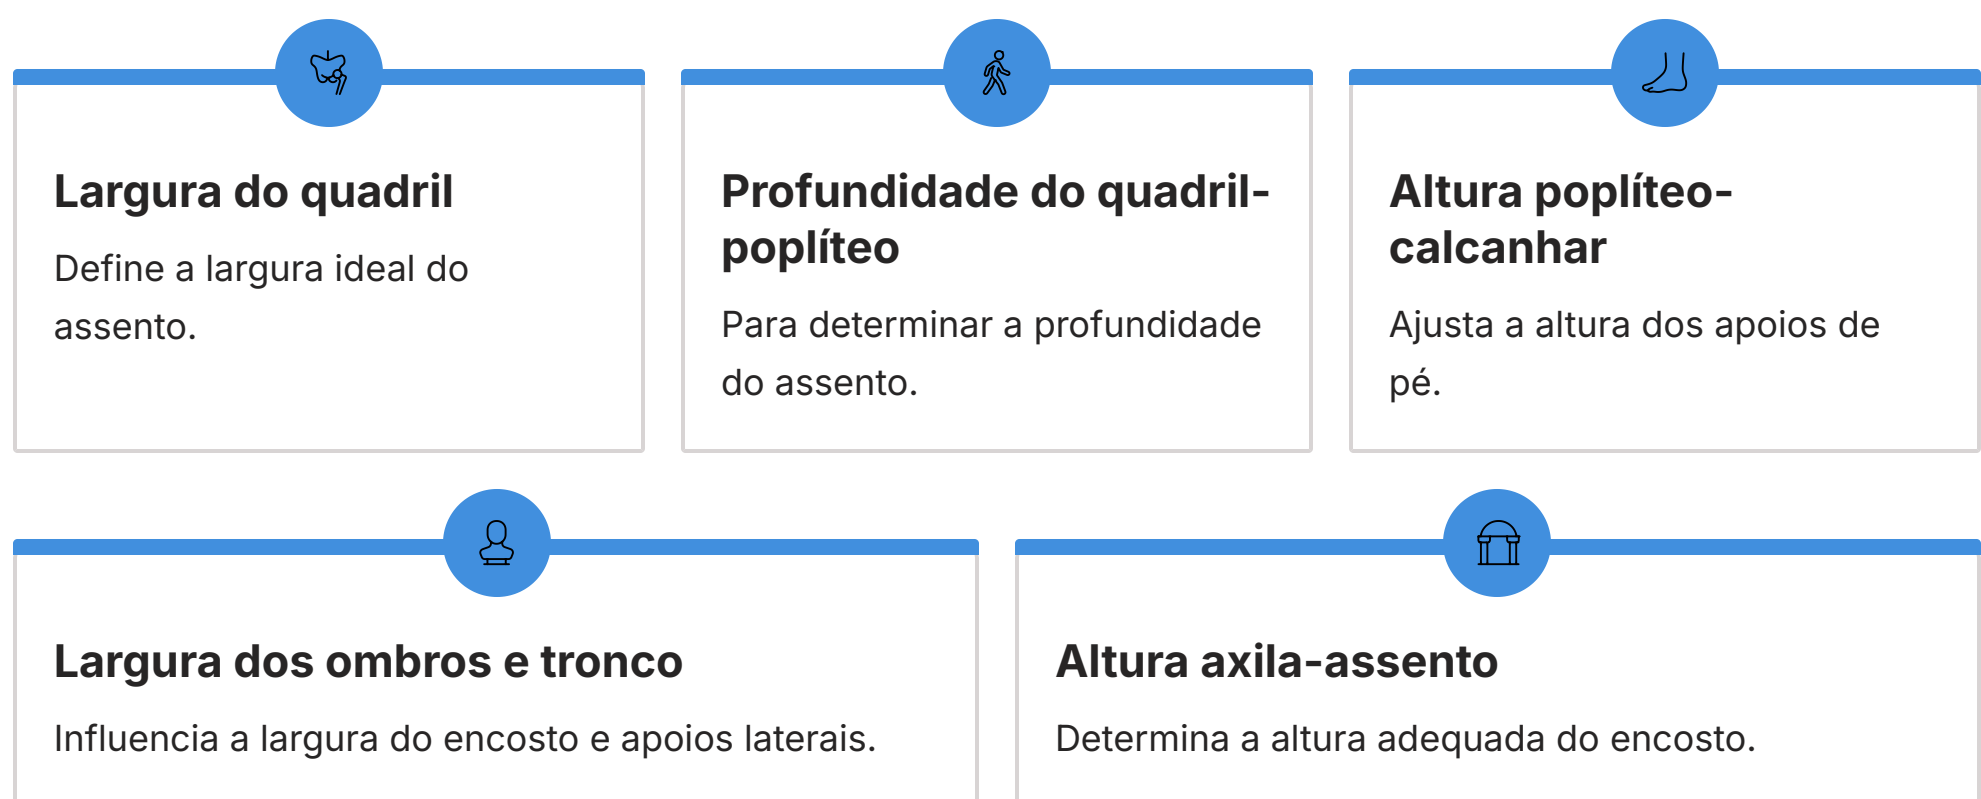 Largura do quadril
Define a largura ideal do
assento.
Profundidade do quadril-
poplíteo
Para determinar a profundidade
do assento.
Altura poplíteo-
calcanhar
Ajusta a altura dos apoios de
pé.
Largura dos ombros e tronco
Influencia a largura do encosto e apoios laterais.
Altura axila-assento
Determina a altura adequada do encosto.